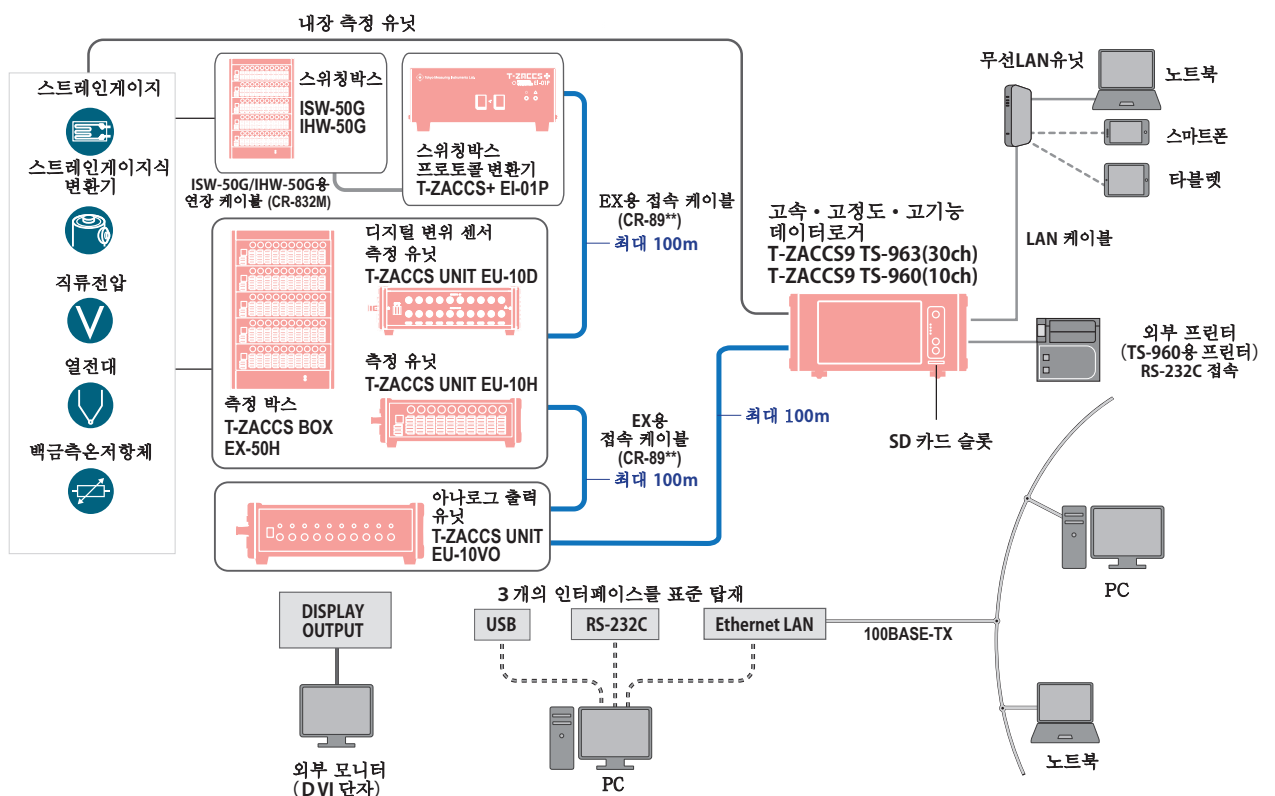 내장 측정 유닛
스트레인게이지
스트레인게이지식
변환기
직류전압
열전대
백금측온저항체
스위칭박스
ISW-50G
IHW-50G
Tokyo Measuring Instruments Lab.
T-ZACCS+
EI-01P
스위칭박스
프로토콜 변환기
T-ZACCS+ EI-01P
ISW-50G/IHW-50G용
연장 케이블 (CR-832M)
EX용 접속 케이블
(CR-89**)
최대 100m
디지털 변위 센서
측정 유닛
T-ZACCS UNIT EU-10D
측정 유닛
T-ZACCS UNIT EU-10H
측정 박스
T-ZACCS BOX
EX-50H
EX용
접속 케이블
(CR-89**)
최대 100m
아나로그 출력
유닛
T-ZACCS UNIT
EU-10VO
최대 100m
고속・고정도・고기능
데이터로거
T-ZACCS9 TS-963(30ch)
T-ZACCS9 TS-960(10ch)
SD 카드 슬롯
무선LAN유닛
노트북
스마트폰
타블렛
LAN 케이블
외부 프린터
(TS-960용 프린터)
RS-232C 접속
DISPLAY
OUTPUT
외부 모니터
(DVI 단자)
3개의 인터페이스를 표준 탑재
USB
RS-232C
Ethernet LAN
100BASE-TX
PC
PC
노트북